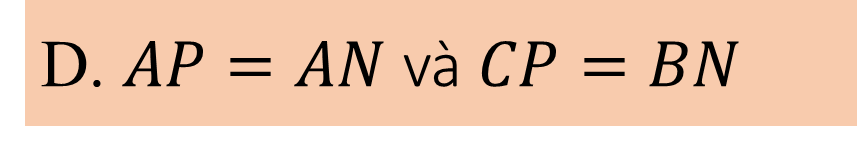 D. AP = AN và CP = BN